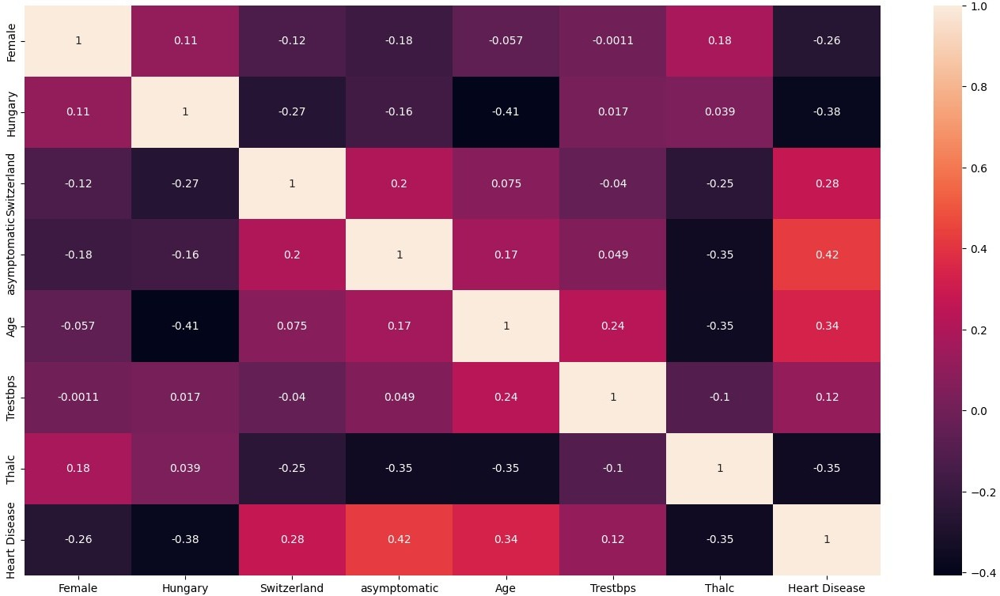 Female 1 0.11 -0.12 -0.18 -0.057 -0.0011 0.18 -0.26
Hungary 0.11 1 -0.27 -0.16 -0.41 0.017 0.039 -0.38
Switzerland -0.12 -0.27 1 0.2 0.075 -0.04 -0.25 0.28
asymptomatic -0.18 -0.16 0.2 1 0.17 0.049 -0.35 0.42
Age -0.057 -0.41 0.075 0.17 1 0.24 -0.35 0.34
Trestbps -0.0011 0.017 -0.04 0.049 0.24 1 -0.1 0.12
Thalc 0.18 0.039 -0.25 -0.35 -0.35 -0.1 1 -0.35
Heart Disease -0.26 -0.38 0.28 0.42 0.34 0.12 -0.35 1
Female Hungary Switzerland asymptomatic Age Trestbps Thalc Heart Disease
1.0
0.8
0.6
0.4
0.2
0.0
−0.2
−0.4